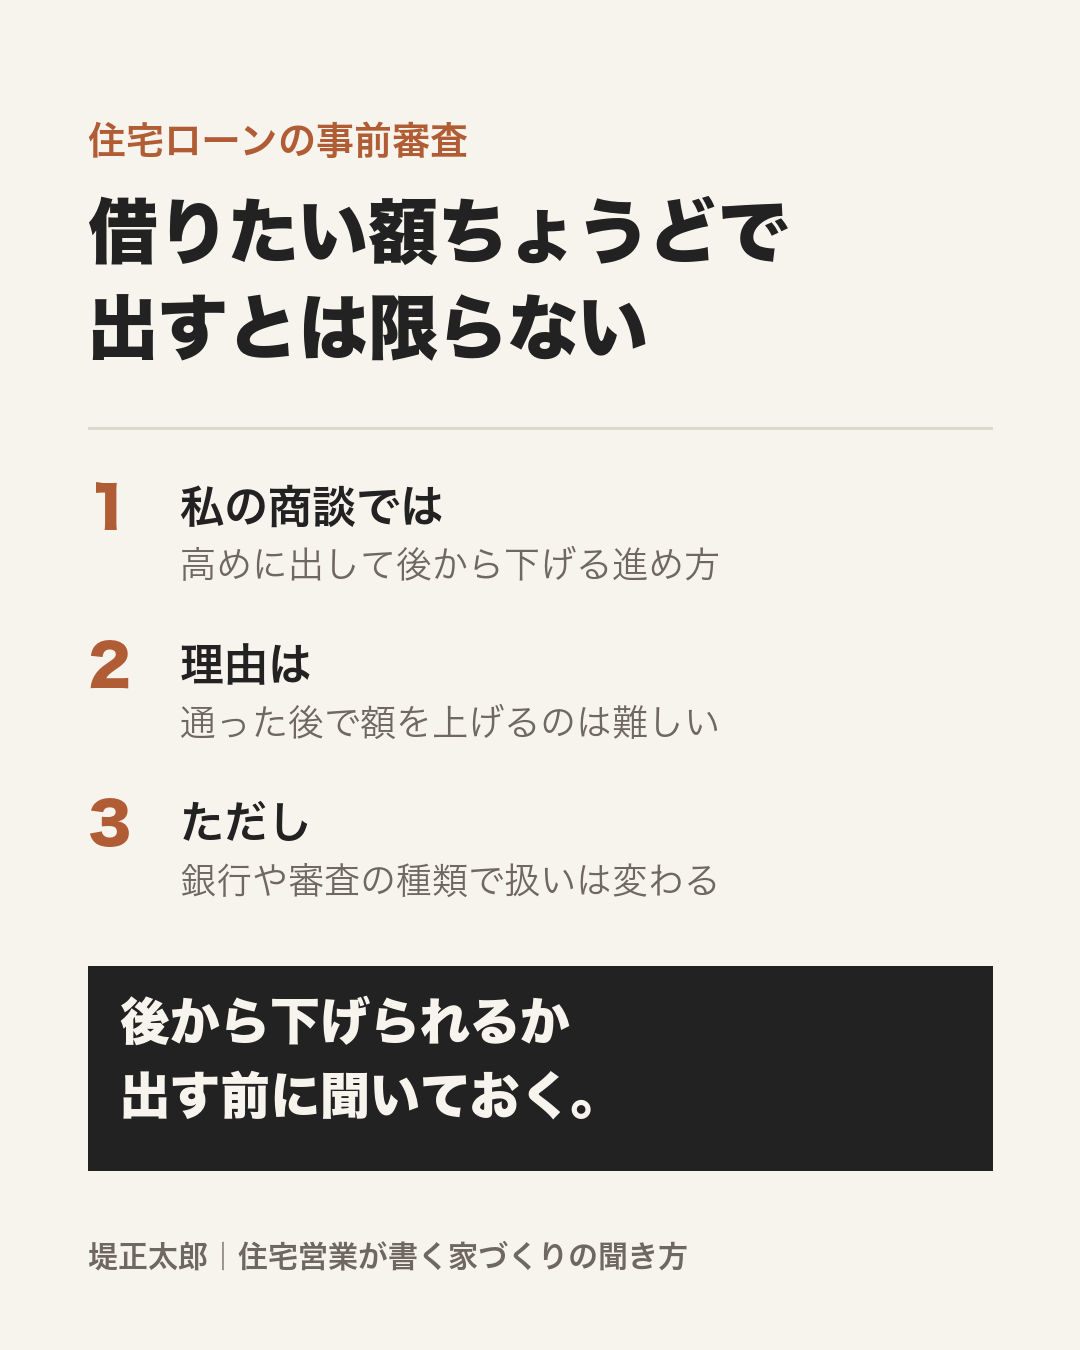 住宅ローンの事前審査
借りたい額ちょうどで
出すとは限らない
1 私の商談では
高めに出して後から下げる進め方
2 理由は
通った後で額を上げるのは難しい
3 ただし
銀行や審査の種類で扱いは変わる
後から下げられるか
出す前に聞いておく。
堤正太郎｜住宅営業が書く家づくりの聞き方